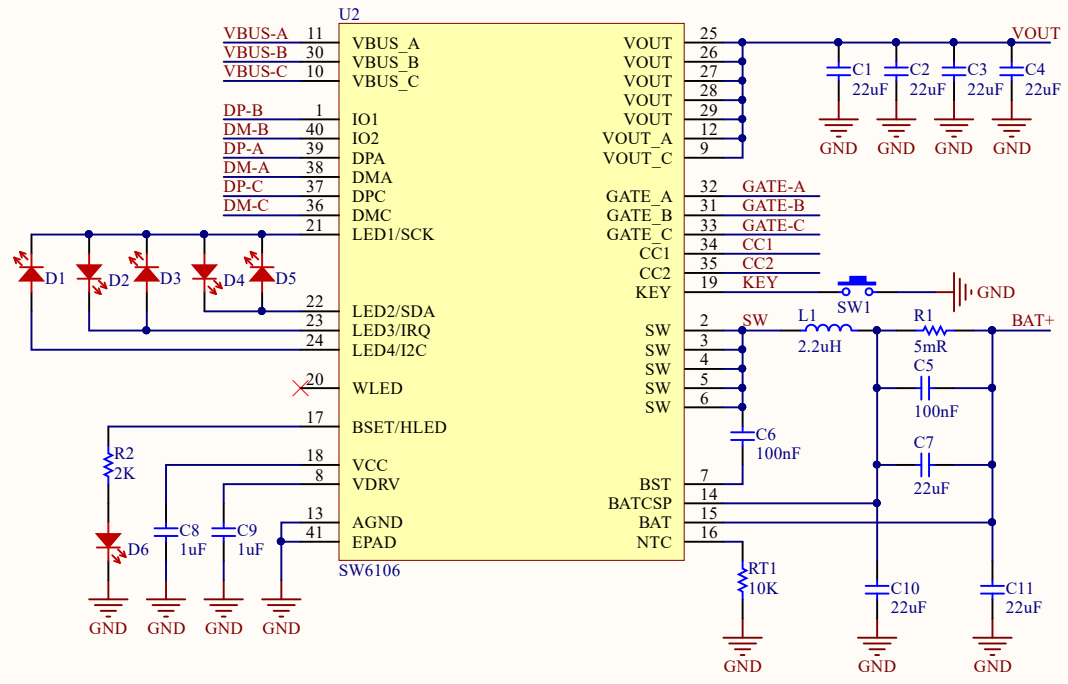 U2
VBUS-A 11 VBUS_A VOUT 25 VOUT
VBUS-B 30 VBUS_B VOUT 26
VBUS-C 10 VBUS_C VOUT 27
VOUT 28
DP-B 1 IO1 VOUT 29
DM-B 40 IO2 VOUT_A 12
DP-A 39 DPA VOUT_C 9
DM-A 38 DMA
DP-C 37 DPC GATE_A 32 GATE-A
DM-C 36 DMC GATE_B 31 GATE-B
21 LED1/SCK GATE_C 33 GATE-C
CC1 34 CC1
CC2 35 CC2
KEY 19 KEY
C1 C2 C3 C4
22uF 22uF 22uF 22uF
GND GND GND GND
D1 D2 D3 D4 D5
SW1 GND
22 LED2/SDA
23 LED3/IRQ SW 2 SW L1 R1 BAT+
24 LED4/I2C SW 3 2.2uH 5mR
SW 4 C5
20 WLED SW 5
SW 6 100nF
17 BSET/HLED C6
100nF C7
R2
2K
18 VCC
8 VDRV BST 7 22uF
BATCSP 14
13 AGND BAT 15
41 EPAD NTC 16
C8 C9
1uF 1uF
D6
SW6106 RT1
10K C10 C11
22uF 22uF
GND GND GND GND
GND GND GND